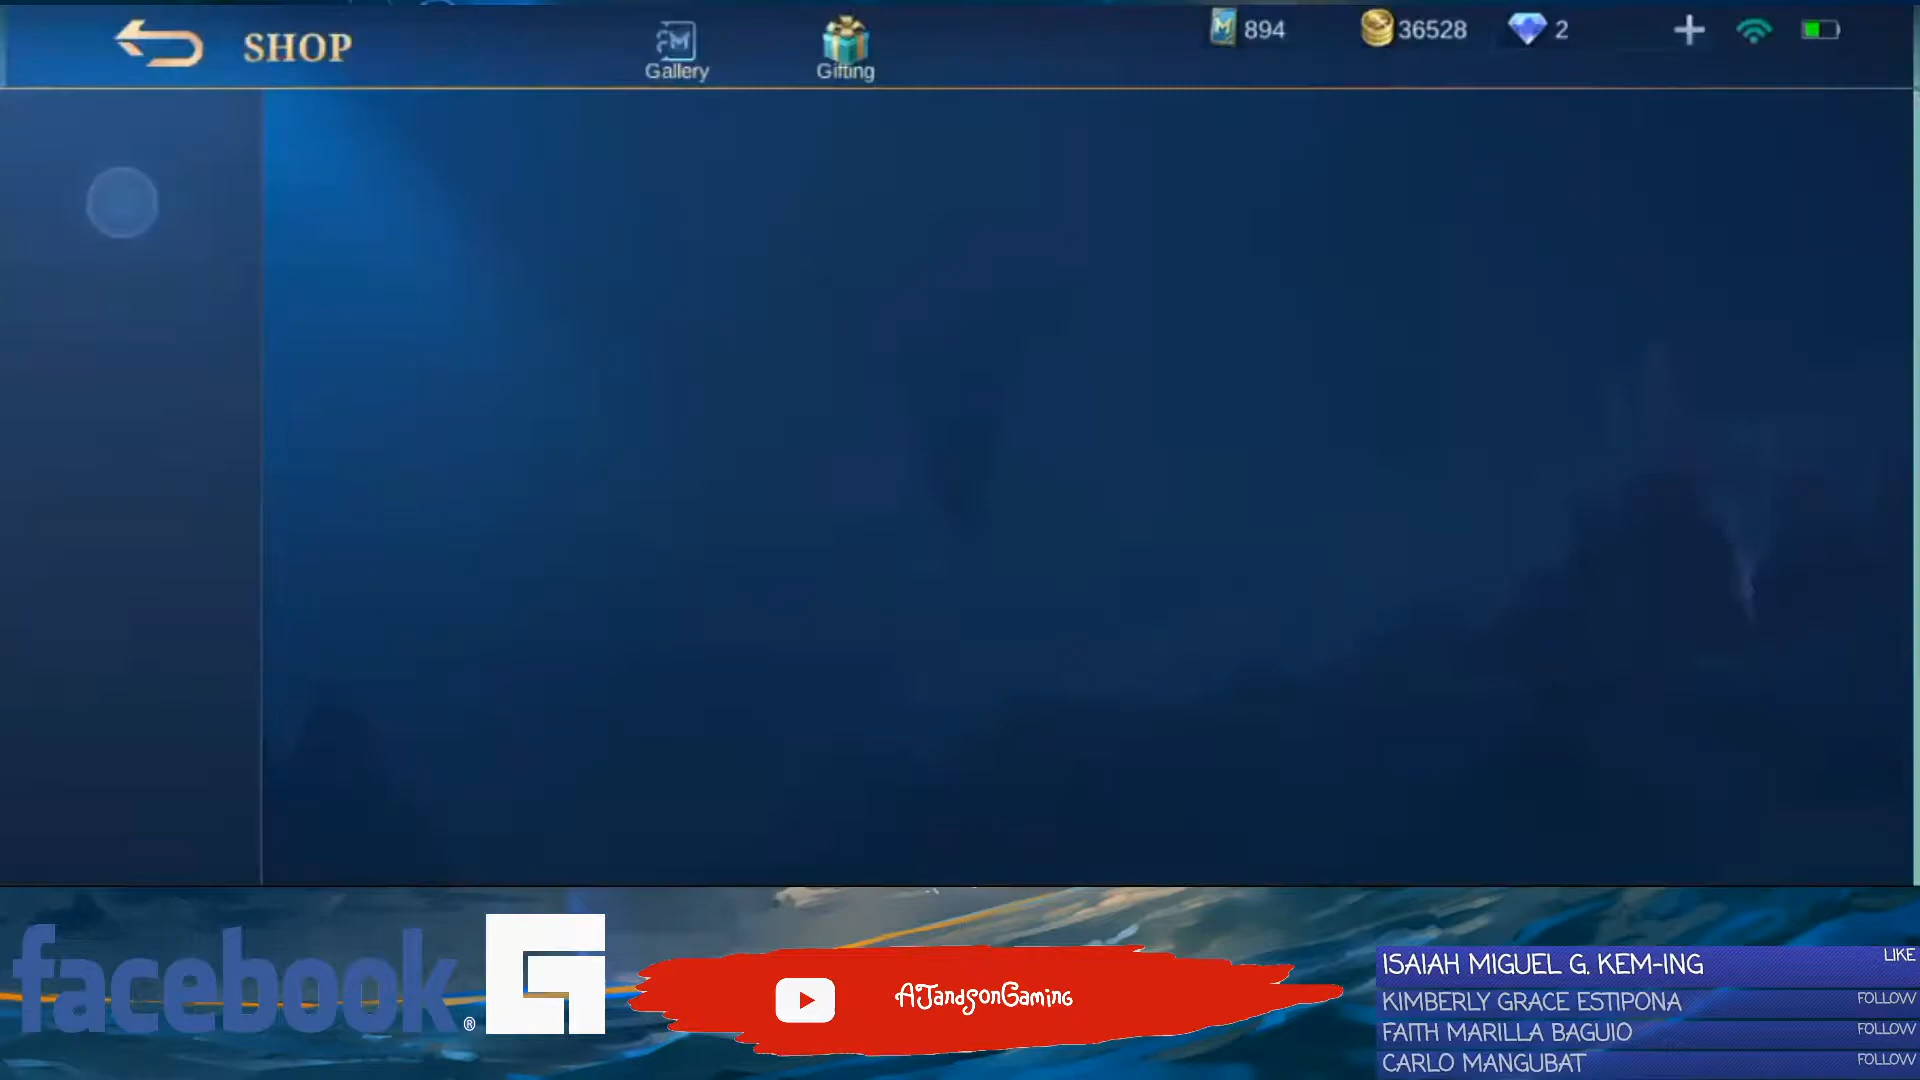 SHOP
Gallery
Gifting
894
36528
2
facebook®
AJandsonGaming
ISAIAH MIGUEL G. KEM-ING LIKE
KIMBERLY GRACE ESTIPONA FOLLOW
FAITH MARILLA BAGUIO FOLLOW
CARLO MANGUBAT FOLLOW